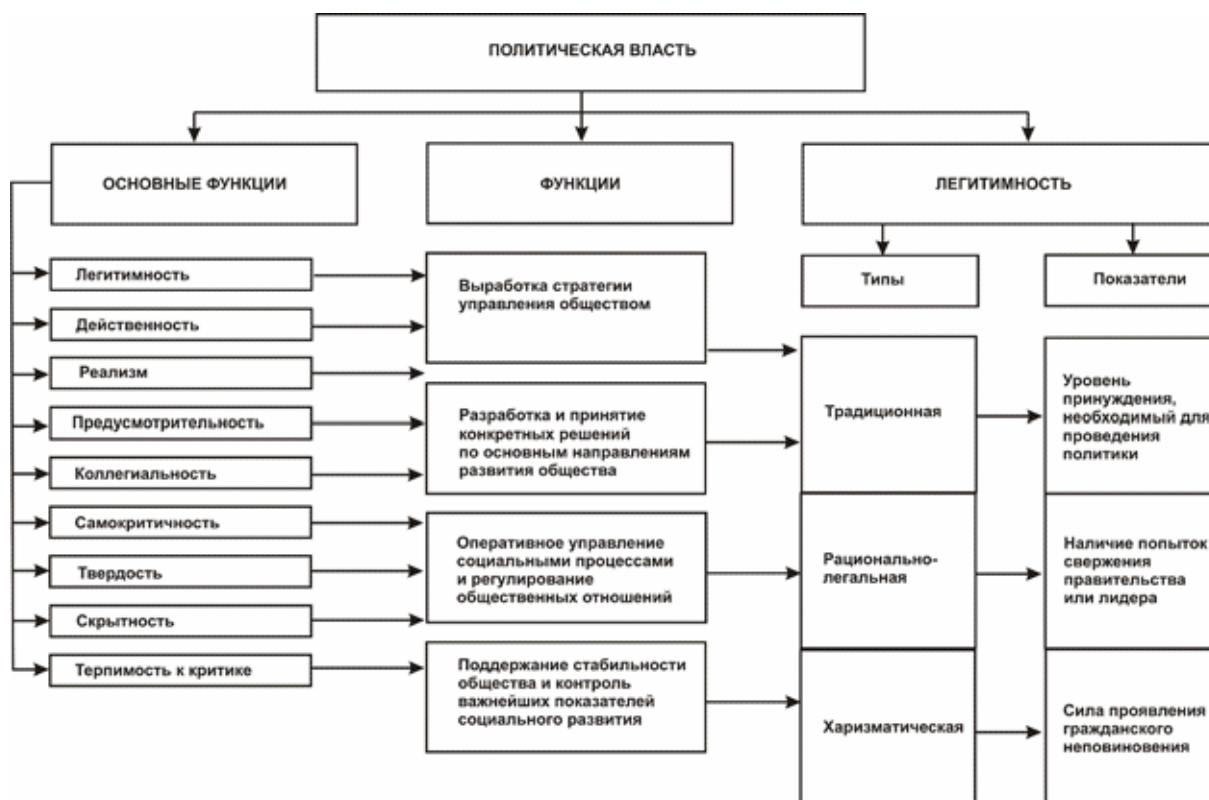 ПОЛИТИЧЕСКАЯ ВЛАСТЬ
ОСНОВНЫЕ ФУНКЦИИ
ФУНКЦИИ
ЛЕГИТИМНОСТЬ
Легитимность
Действенность
Реализм
Предусмотрительность
Коллегиальность
Самокритичность
Твердость
Скрытность
Терпимость к критике
Выработка стратегии
управления обществом
Разработка и принятие
конкретных решений
по основным направлениям
развития общества
Оперативное управление
социальными процессами
и регулирование
общественных отношений
Поддержание стабильности
общества и контроль
важнейших показателей
социального развития
Типы
Традиционная
Рационально-
легальная
Харизматическая
Показатели
Уровень
принуждения,
необходимый для
проведения
политики
Наличие попыток
свержения
правительства
или лидера
Сила проявления
гражданского
неповиновения